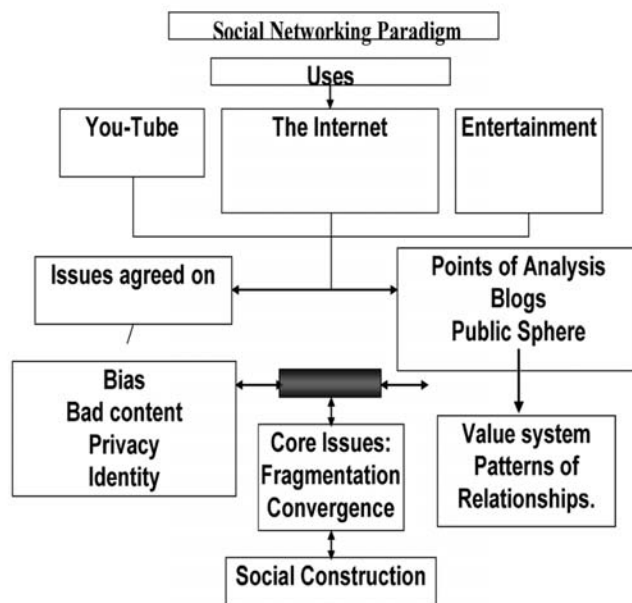 Social Networking Paradigm
Uses
You-Tube
The Internet
Entertainment
Issues agreed on
Points of Analysis
Blogs
Public Sphere
Bias
Bad content
Privacy
Identity
Core Issues:
Fragmentation
Convergence
Value system
Patterns of
Relationships.
Social Construction